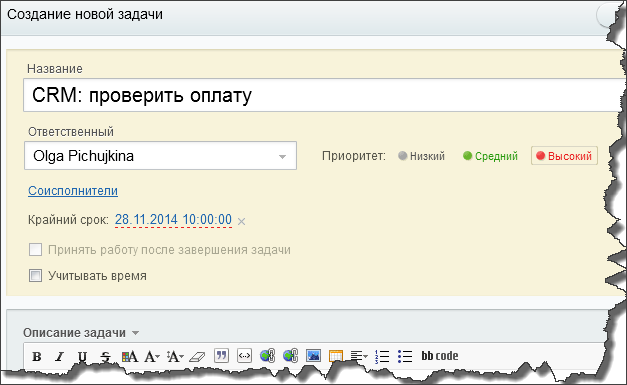 Создание новой задачи
Название
CRM: проверить оплату
Ответственный
Olga Pichujkina
Приоритет: Низкий Средний Высокий
Соисполнители
Крайний срок: 28.11.2014 10:00:00 ×
Принять работу после завершения задачи
Учитывать время
Описание задачи
B I U S A A A bb code